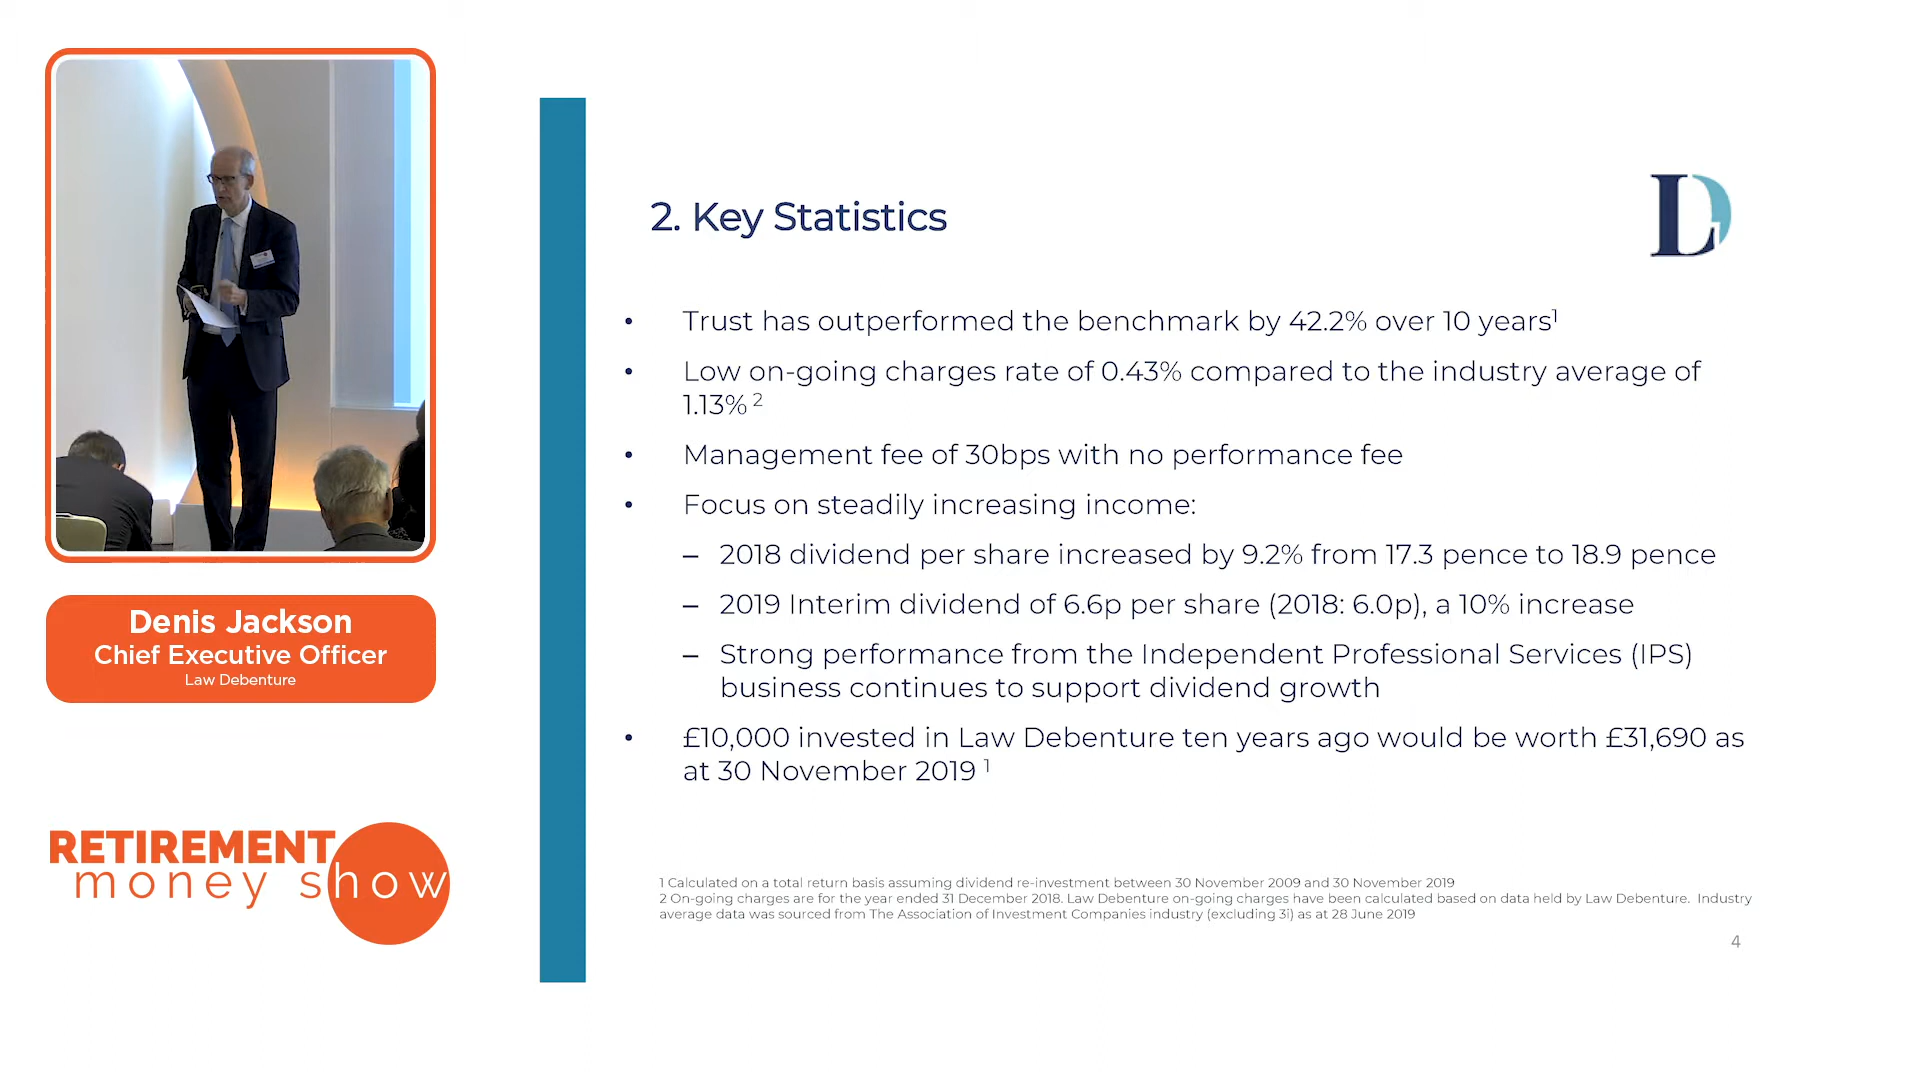 Denis Jackson
Chief Executive Officer
Law Debenture
RETIREMENT
money show
LD
2. Key Statistics
• Trust has outperformed the benchmark by 42.2% over 10 years¹
• Low on-going charges rate of 0.43% compared to the industry average of
1.13% ²
• Management fee of 30bps with no performance fee
• Focus on steadily increasing income:
– 2018 dividend per share increased by 9.2% from 17.3 pence to 18.9 pence
– 2019 Interim dividend of 6.6p per share (2018: 6.0p), a 10% increase
– Strong performance from the Independent Professional Services (IPS)
business continues to support dividend growth
• £10,000 invested in Law Debenture ten years ago would be worth £31,690 as
at 30 November 2019 ¹
1 Calculated on a total return basis assuming dividend re-investment between 30 November 2009 and 30 November 2019
2 On-going charges are for the year ended 31 December 2018. Law Debenture on-going charges have been calculated based on data held by Law Debenture. Industry
average data was sourced from The Association of Investment Companies industry (excluding 3i) as at 28 June 2019
4